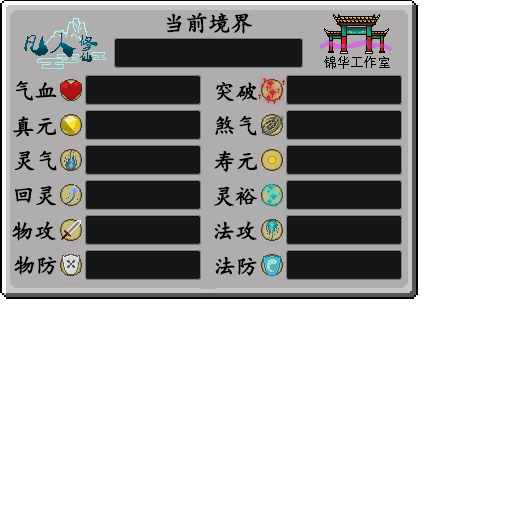 当前境界
凡人修仙
锦华工作室
气血 突破
真元 煞气
灵气 寿元
回灵 灵裕
物攻 法攻
物防 法防